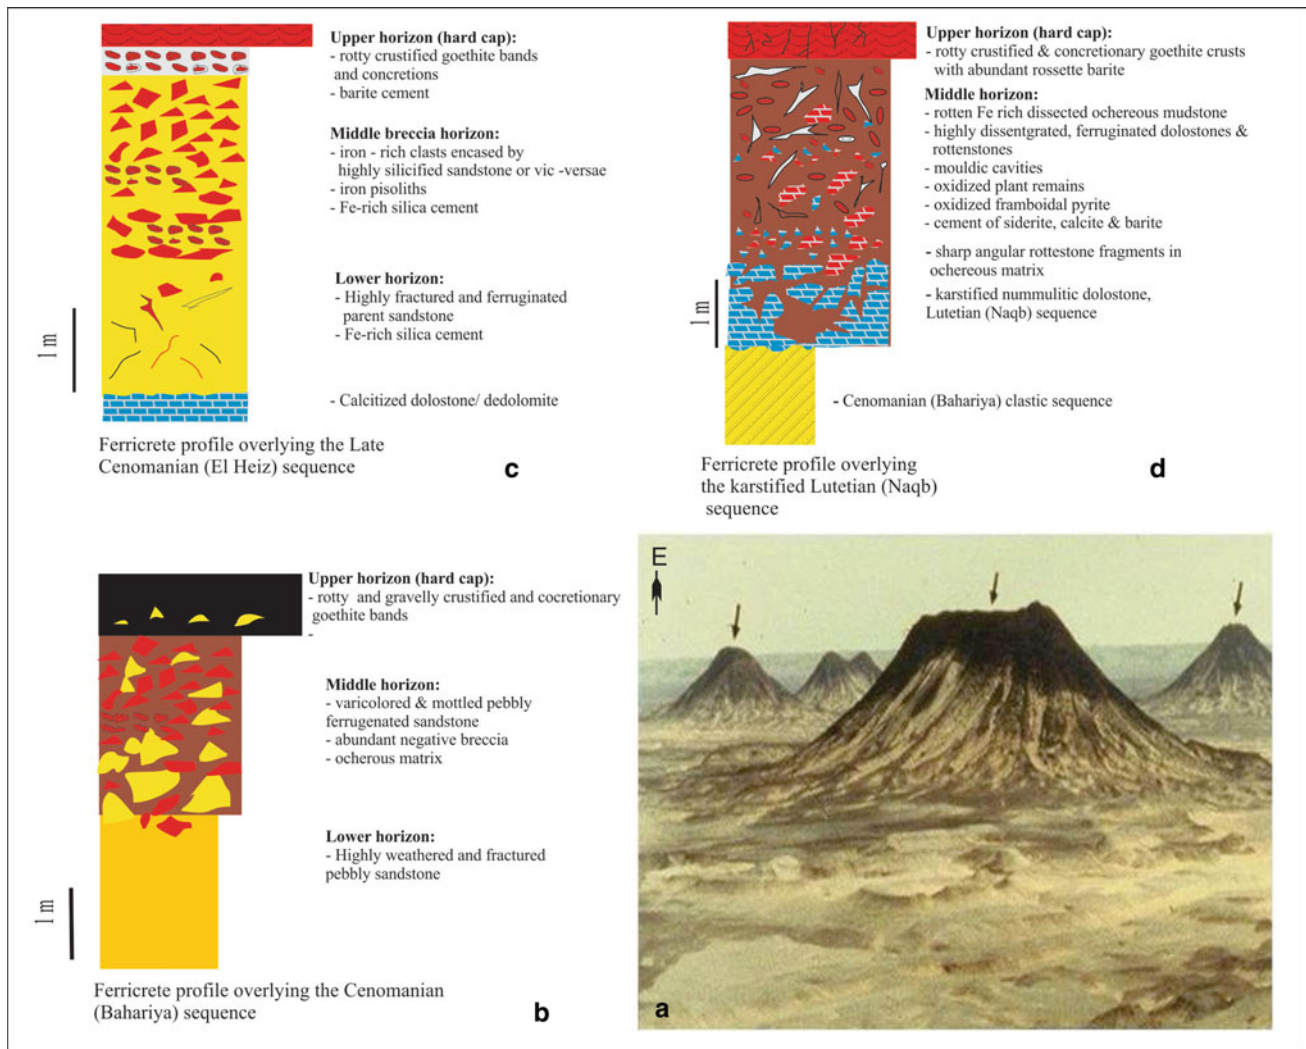 Upper horizon (hard cap):
- rotty crustified goethite bands
and concretions
- barite cement
Middle breccia horizon:
- iron - rich clasts encased by
highly silicified sandstone or vic -versae
- iron pisoliths
- Fe-rich silica cement
Lower horizon:
- Highly fractured and ferruginated
parent sandstone
- Fe-rich silica cement
- Calcitized dolostone/ dedolomite
1 m
Ferricrete profile overlying the Late
Cenomanian (El Heiz) sequence
c
Upper horizon (hard cap):
- rotty crustified & concretionary goethite crusts
with abundant rossette barite
Middle horizon:
- rotten Fe rich dissected ochereous mudstone
- highly dissentgrated, ferruginated dolostones &
rottenstones
- mouldic cavities
- oxidized plant remains
- oxidized framboidal pyrite
- cement of siderite, calcite & barite
- sharp angular rottestone fragments in
ochereous matrix
- karstified nummulitic dolostone,
Lutetian (Naqb) sequence
1 m
- Cenomanian (Bahariya) clastic sequence
Ferricrete profile overlying
the karstified Lutetian (Naqb)
sequence
d
Upper horizon (hard cap):
- rotty and gravelly crustified and cocretionary
goethite bands
-
Middle horizon:
- varicolored & mottled pebbly
ferrugenated sandstone
- abundant negative breccia
- ocherous matrix
Lower horizon:
- Highly weathered and fractured
pebbly sandstone
1 m
Ferricrete profile overlying the Cenomanian
(Bahariya) sequence
b
E
a